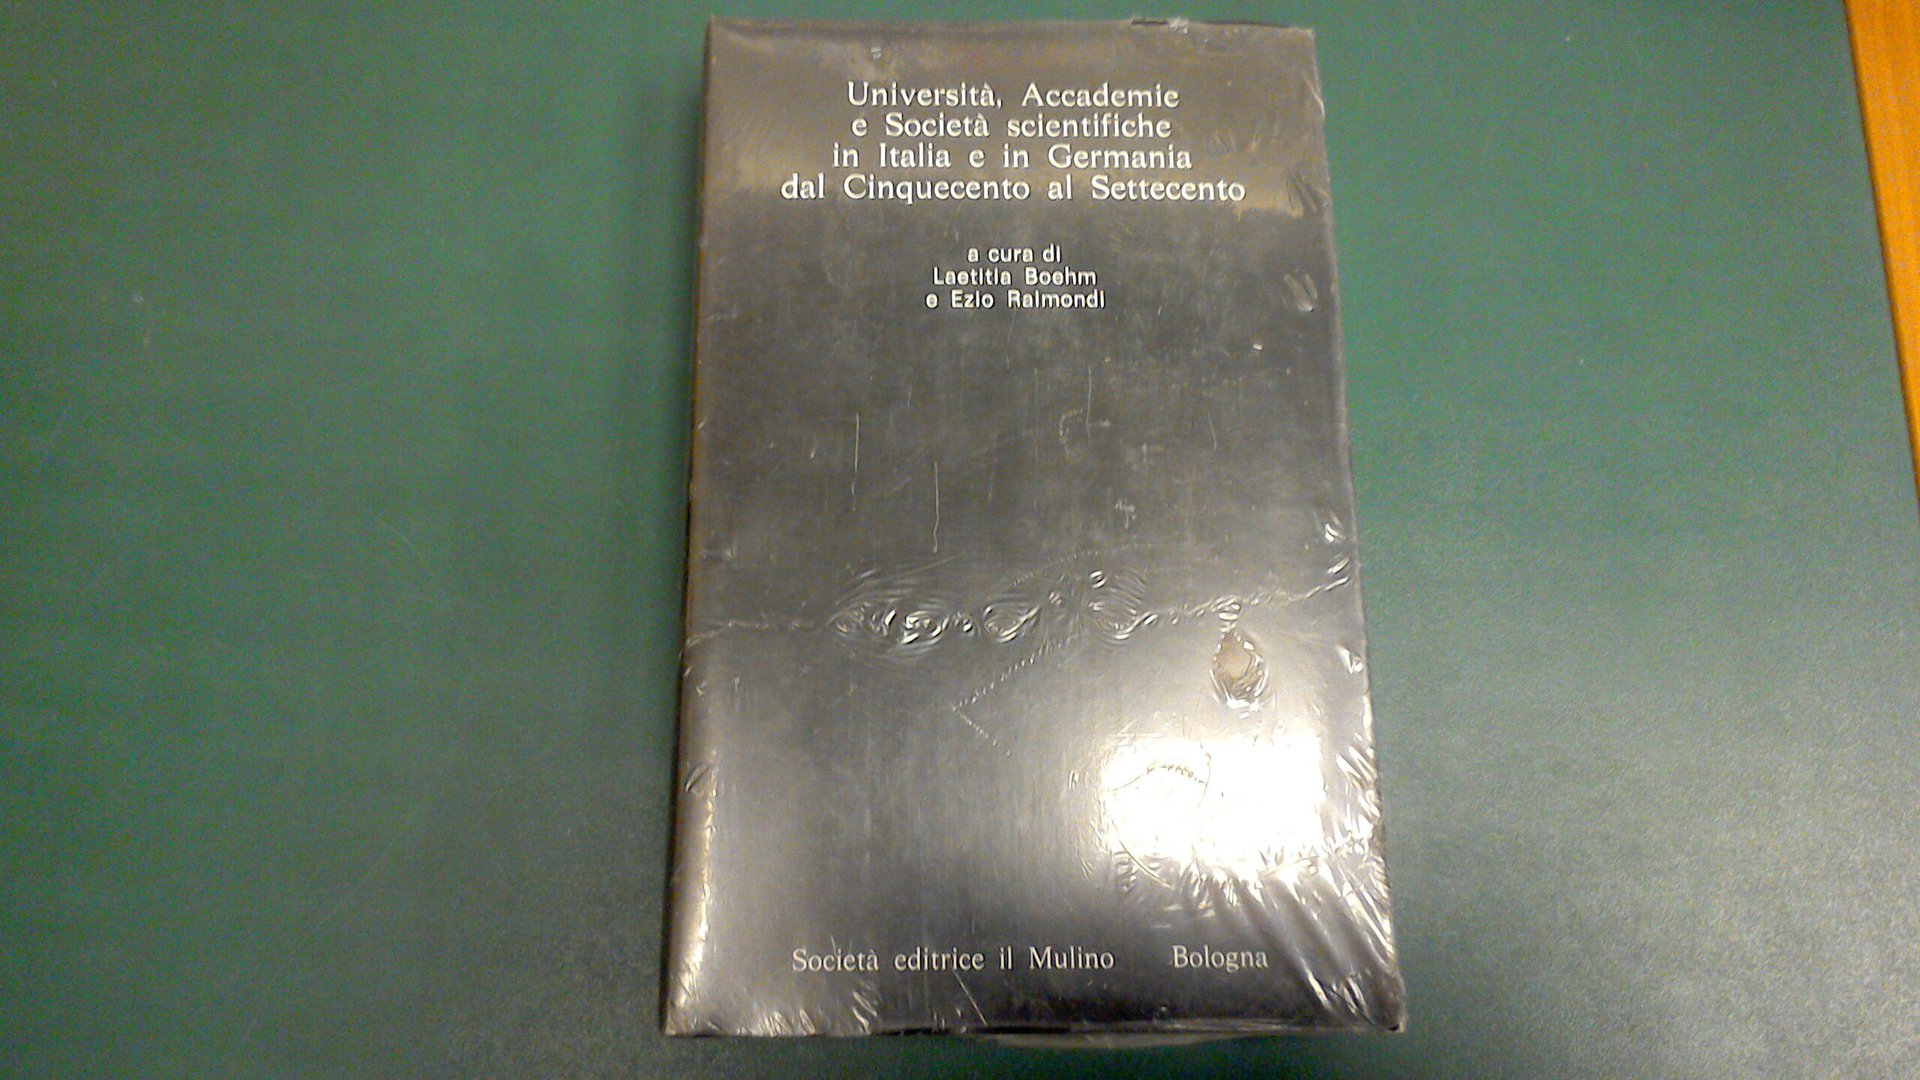 Università, Accademie
e Società scientifiche
in Italia e in Germania
dal Cinquecento al Settecento
a cura di
Laetitia Boehm
e Ezio Raimondi
Società editrice il Mulino Bologna